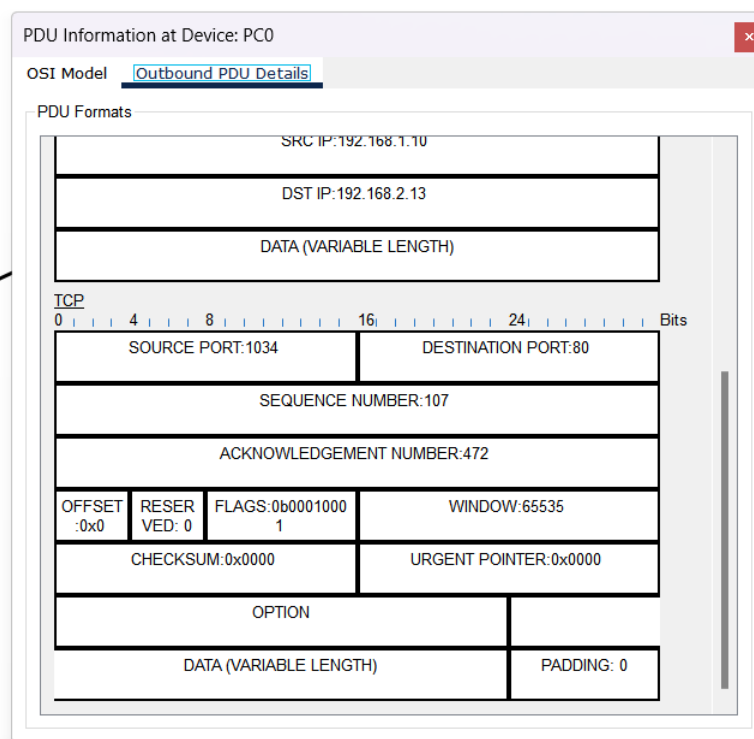 PDU Information at Device: PC0
OSI Model Outbound PDU Details
PDU Formats
SRC IP:192.168.1.10
DST IP:192.168.2.13
DATA (VARIABLE LENGTH)
TCP
0 4 8 16 24 Bits
SOURCE PORT:1034 DESTINATION PORT:80
SEQUENCE NUMBER:107
ACKNOWLEDGEMENT NUMBER:472
OFFSET RESER FLAGS:0b0001000 WINDOW:65535
:0x0 VED: 0 1
CHECKSUM:0x0000 URGENT POINTER:0x0000
OPTION
DATA (VARIABLE LENGTH) PADDING: 0